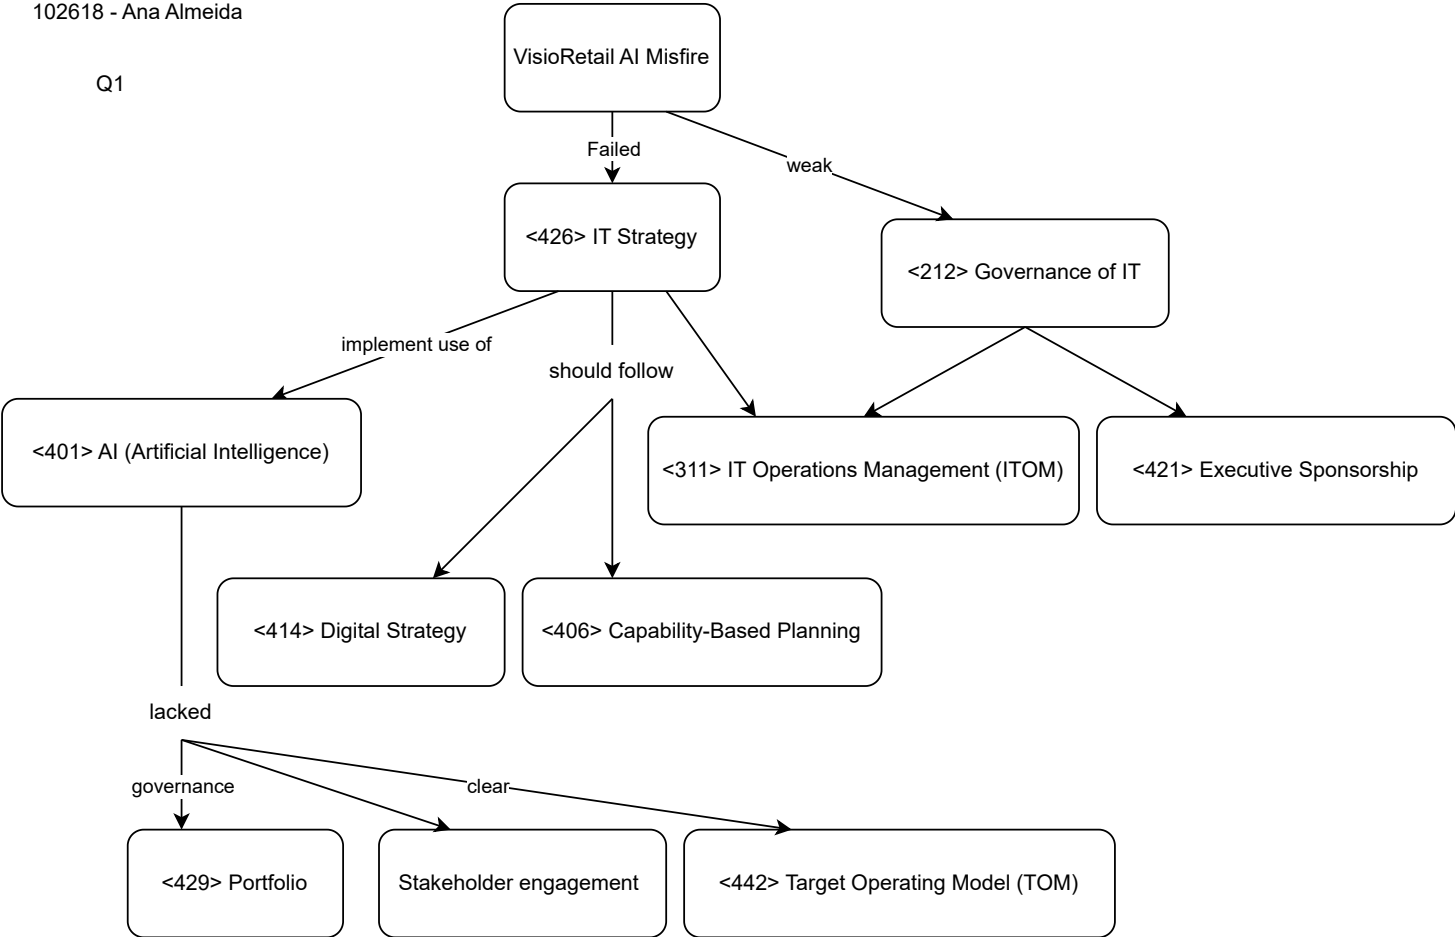 102618 - Ana Almeida
Q1
VisioRetail AI Misfire
Failed
weak
<426> IT Strategy
<212> Governance of IT
implement use of
should follow
<401> AI (Artificial Intelligence)
<311> IT Operations Management (ITOM)
<421> Executive Sponsorship
<414> Digital Strategy
<406> Capability-Based Planning
lacked
governance
clear
<429> Portfolio
Stakeholder engagement
<442> Target Operating Model (TOM)